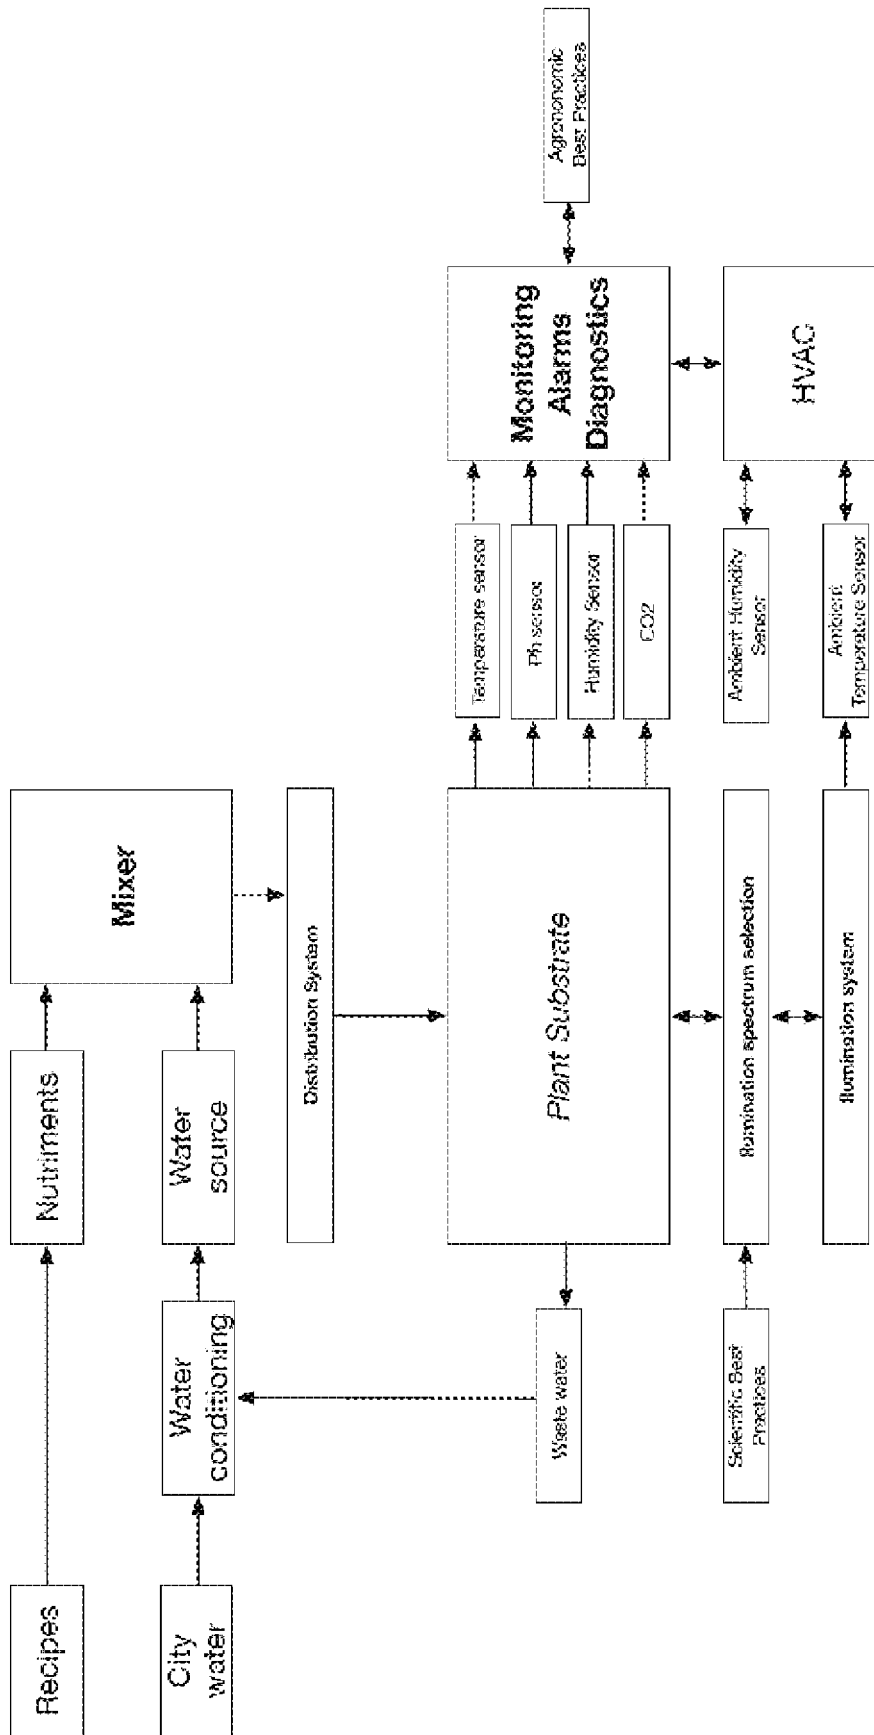 Recipes
Nutriments
Mixer
City
water
Water
conditioning
Water
source
Distribution System
Waste water
Plant Substrate
Temperature sensor
Ph sensor
Humidity Sensor
CO2
Monitoring
Alarms
Diagnostics
Agrononomic
Best Practices
Scientific Best
Practices
Illumination spectrum selection
Ambient Humidity
Sensor
HVAC
Illumination system
Ambient
Temperature Sensor